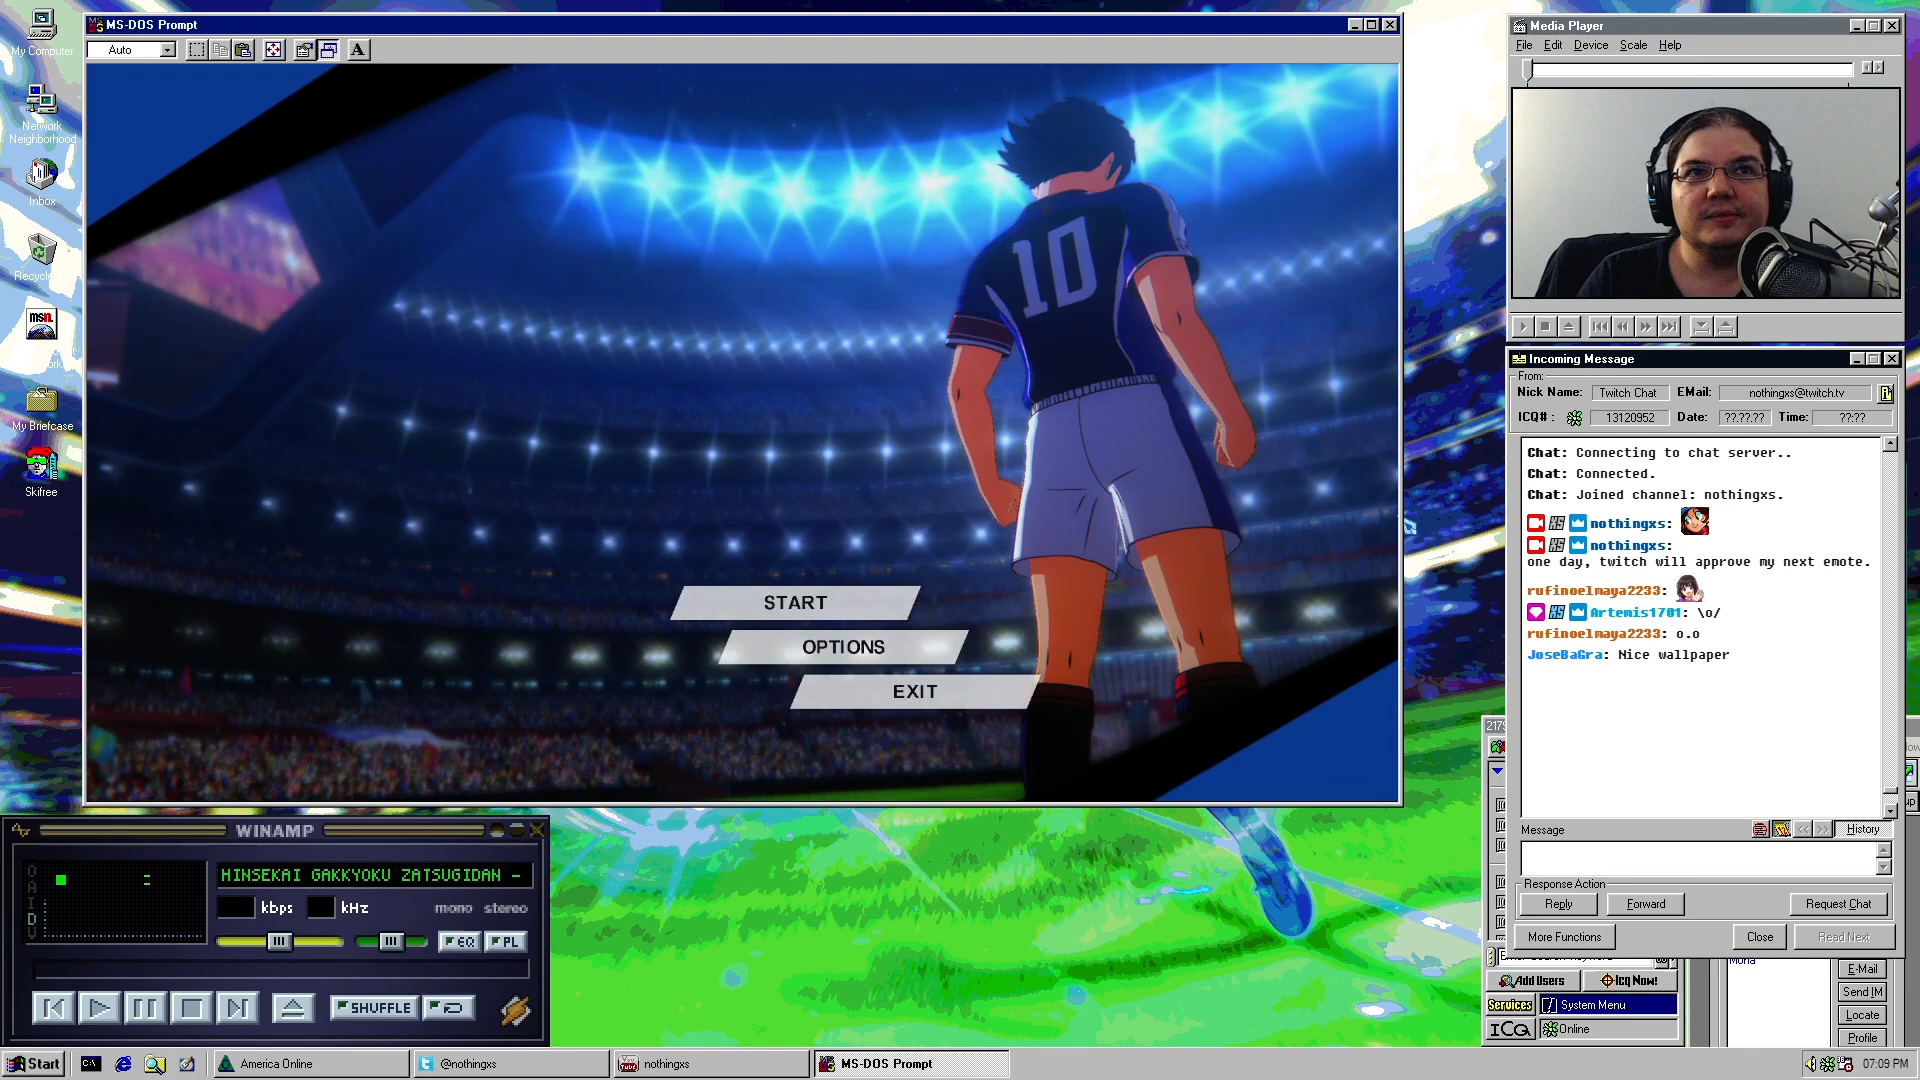 My Computer
Network
Neighborhood
Inbox
Recycle
msn
My Briefcase
Skifree
MS-DOS Prompt
Auto
A
10
START
OPTIONS
EXIT
Media Player
File Edit Device Scale Help
Incoming Message
From:
Nick Name: Twitch Chat EMail: nothingxs@twitch.tv
ICQ# : 13120952 Date: ??.??.?? Time: ??:??
Chat: Connecting to chat server..
Chat: Connected.
Chat: Joined channel: nothingxs.
nothingxs:
nothingxs:
one day, twitch will approve my next emote.
rufinoelmaya2233:
Artemis1701: \o/
rufinoelmaya2233: o.o
JoseBaGra: Nice wallpaper
Message
<< >> History
Response Action
Reply Forward Request Chat
More Functions Close Read Next
Add Users Icq Now!
Services System Menu
ICQ Online
E-Mail
Send IM
Locate
Profile
WINAMP
HINSEKAI GAKKYOKU ZATSUGIDAN -
kbps kHz mono stereo
EQ PL
SHUFFLE
Start C:\ America Online @nothingxs You Tube nothingxs MS-DOS Prompt 07:09 PM